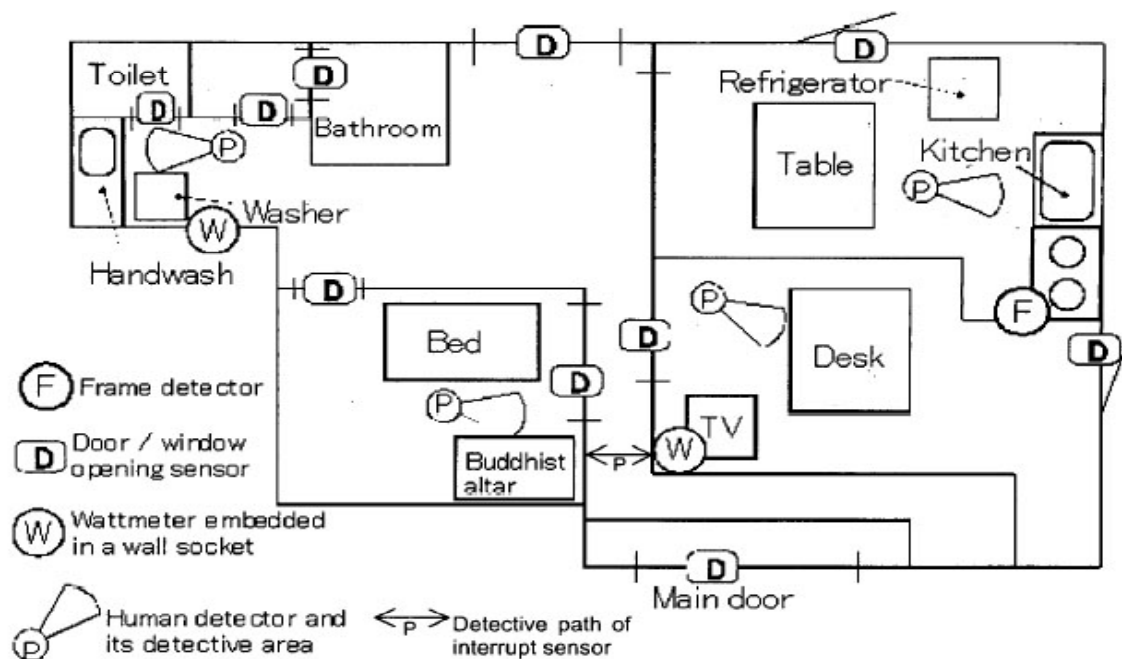 D
D
D
Toilet
D
D
Refrigerator
Bathroom
P
Table
Kitchen
P
Washer
W
Handwash
D
P
Bed
D
Desk
F
D
D
F
Frame detector
P
TV
W
D
Door / window
opening sensor
Buddhist
altar
P
W
Wattmeter embedded
in a wall socket
D
Main door
P
Human detector and
its detective area
P
Detective path of
interrupt sensor